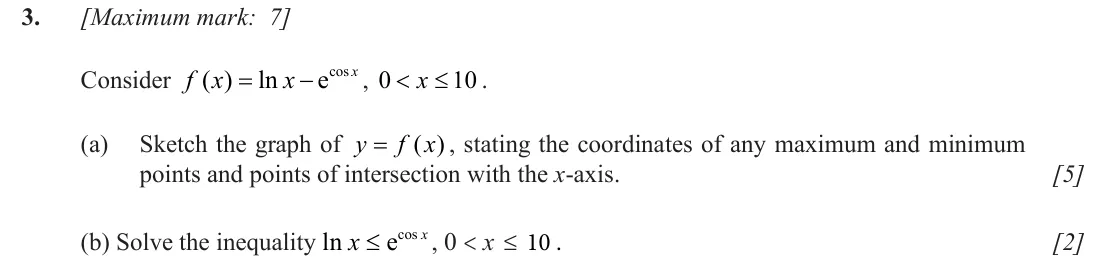 3. [Maximum mark: 7]
Consider f (x) = ln x − e^cos x , 0 < x ≤ 10 .
(a) Sketch the graph of y = f (x) , stating the coordinates of any maximum and minimum
points and points of intersection with the x-axis. [5]
(b) Solve the inequality ln x ≤ e^cos x , 0 < x ≤ 10 . [2]